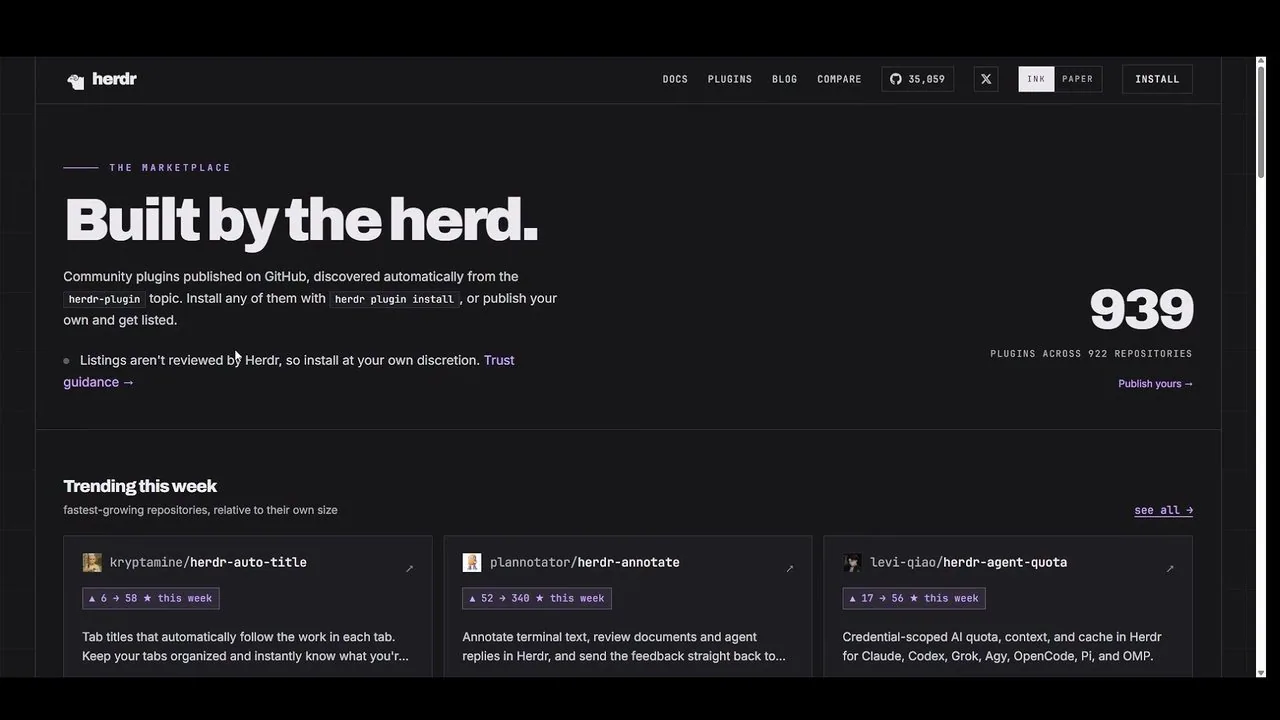 herdr
DOCS PLUGINS BLOG COMPARE 35,059 INK PAPER INSTALL
THE MARKETPLACE
Built by the herd.
Community plugins published on GitHub, discovered automatically from the
herdr-plugin topic. Install any of them with herdr plugin install, or publish your
own and get listed.
Listings aren't reviewed by Herdr, so install at your own discretion. Trust
guidance →
939
PLUGINS ACROSS 922 REPOSITORIES
Publish yours →
Trending this week
fastest-growing repositories, relative to their own size
see all →
kryptamine/herdr-auto-title ↗
▲ 6 → 58 ★ this week
Tab titles that automatically follow the work in each tab.
Keep your tabs organized and instantly know what you'r...
plannotator/herdr-annotate ↗
▲ 52 → 340 ★ this week
Annotate terminal text, review documents and agent
replies in Herdr, and send the feedback straight back to...
levi-qiao/herdr-agent-quota ↗
▲ 17 → 56 ★ this week
Credential-scoped AI quota, context, and cache in Herdr
for Claude, Codex, Grok, Agy, OpenCode, Pi, and OMP.